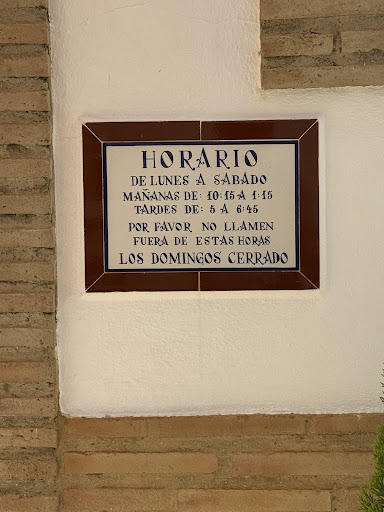 HORARIO
DE LUNES A SABADO
MAÑANAS DE: 10:15 A 1:15
TARDES DE: 5 A 6:45
POR FAVOR NO LLAMEN
FUERA DE ESTAS HORAS
LOS DOMINGOS CERRADO